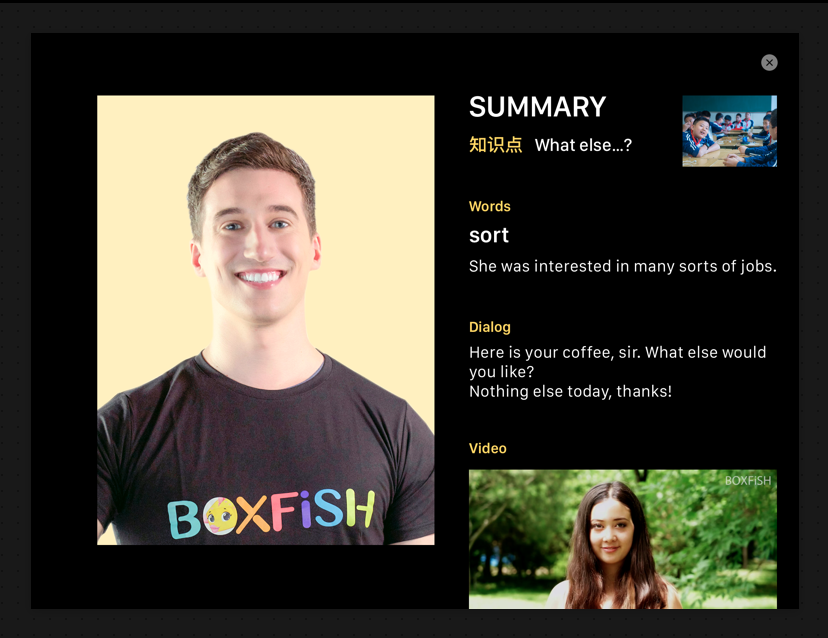 SUMMARY
知识点 What else...?
Words
sort
She was interested in many sorts of jobs.
Dialog
Here is your coffee, sir. What else would
you like?
Nothing else today, thanks!
Video
BOXFISH
BOXFiSH